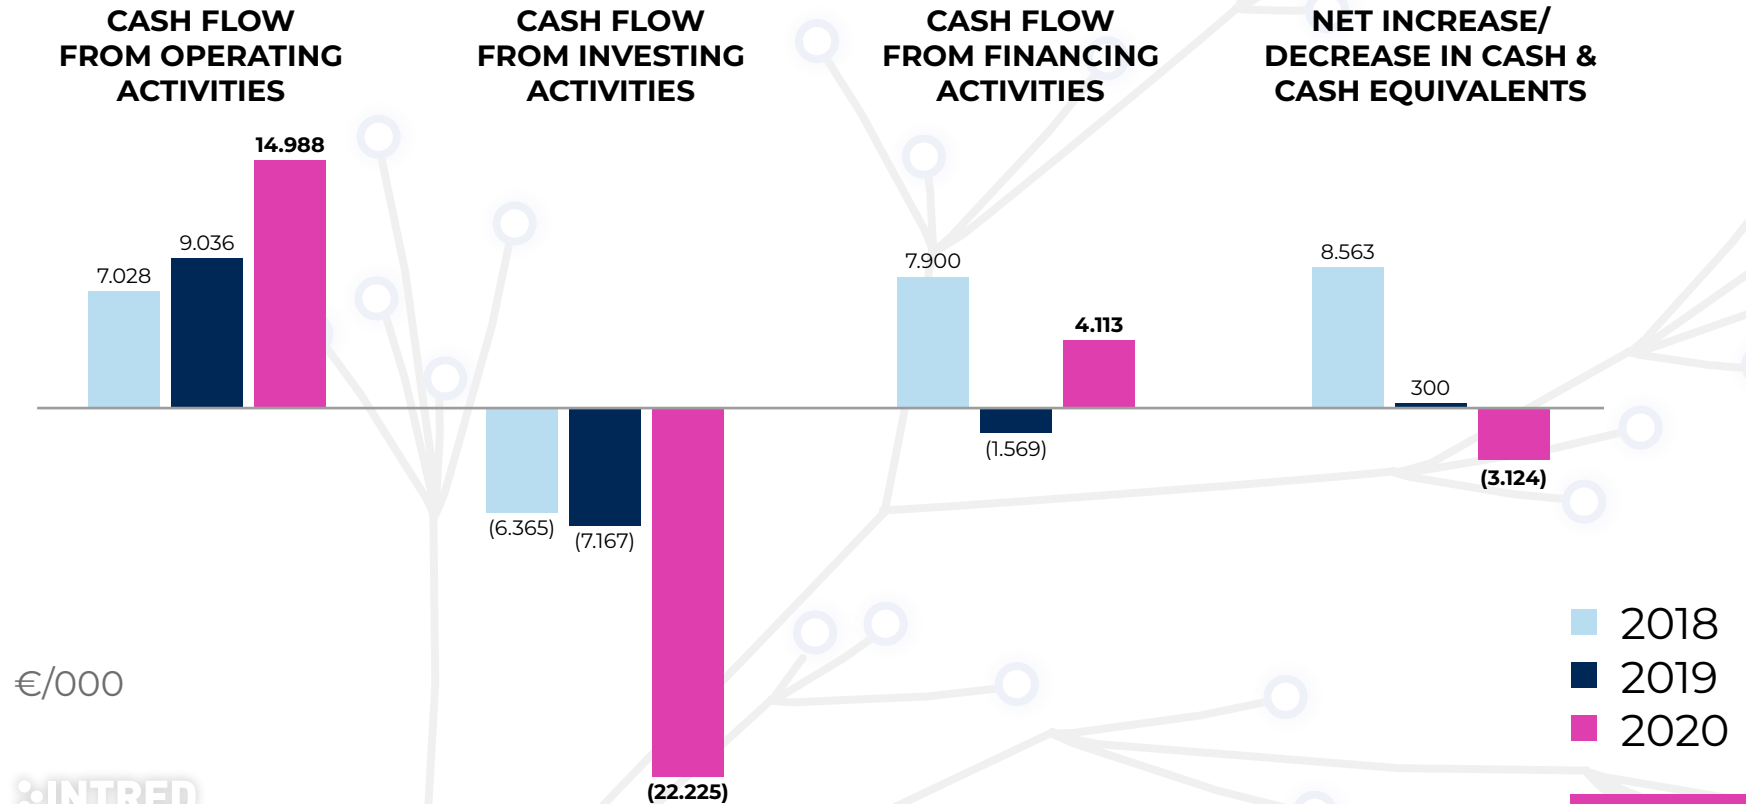 CASH FLOW
FROM OPERATING
ACTIVITIES
CASH FLOW
FROM INVESTING
ACTIVITIES
CASH FLOW
FROM FINANCING
ACTIVITIES
NET INCREASE/
DECREASE IN CASH &
CASH EQUIVALENTS
7.028
9.036
14.988
(6.365)
(7.167)
(22.225)
7.900
(1.569)
4.113
8.563
300
(3.124)
2018
2019
2020
€/000
INTRED